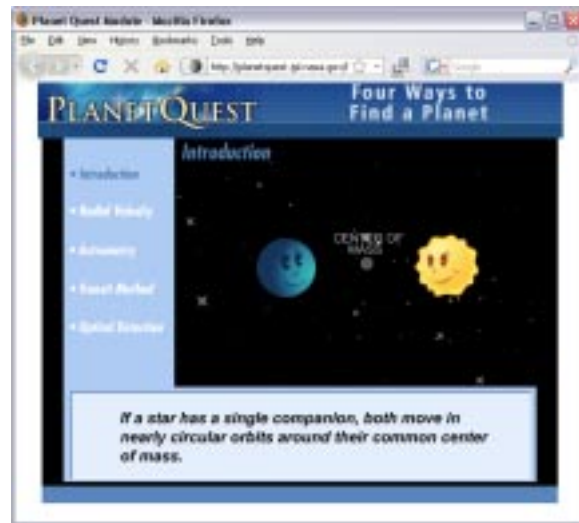 Planet Quest Module - Mozilla Firefox
File Edit View History Bookmarks Tools Help
Google
PLANETQUEST
Four Ways to
Find a Planet
Introduction
• Introduction
• Radial Velocity
• Astrometry
• Transit Method
• Optical Detection
CENTER OF
MASS
If a star has a single companion, both move in
nearly circular orbits around their common center
of mass.